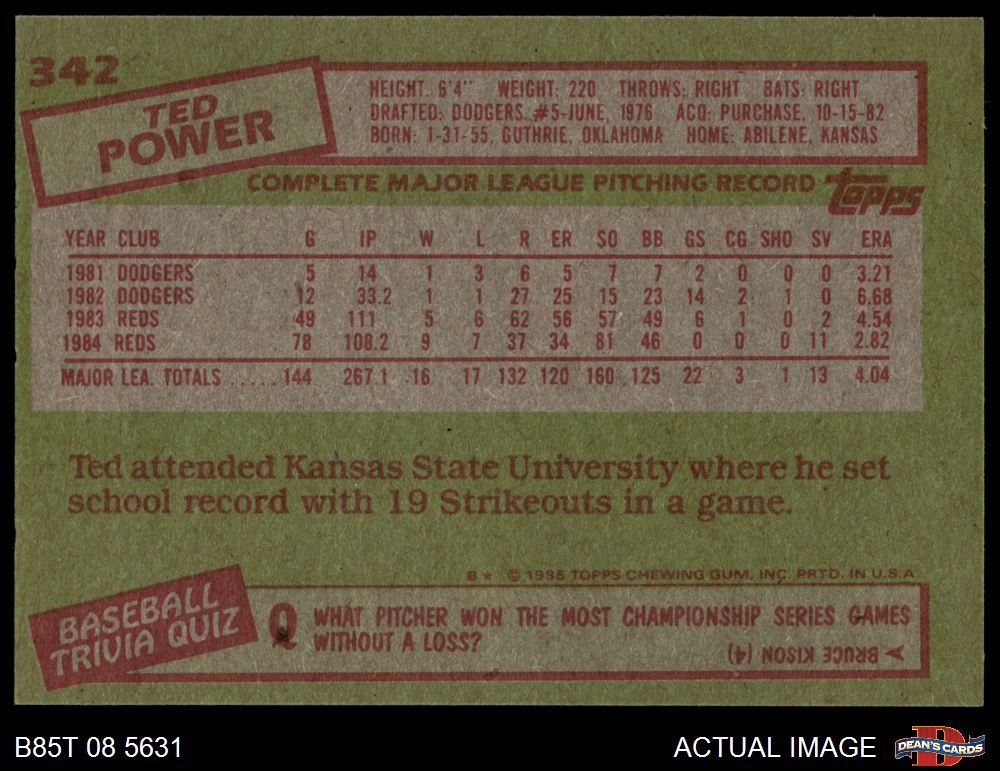 342
TED
POWER
HEIGHT: 6'4" WEIGHT: 220 THROWS: RIGHT BATS: RIGHT
DRAFTED: DODGERS #5-JUNE, 1976 ACQ: PURCHASE, 10-15-82
BORN: 1-31-55, GUTHRIE, OKLAHOMA HOME: ABILENE, KANSAS
COMPLETE MAJOR LEAGUE PITCHING RECORD topps
YEAR CLUB G IP W L R ER SO BB GS CG SHO SV ERA
1981 DODGERS 5 14 1 3 6 5 7 7 2 0 0 0 3.21
1982 DODGERS 12 33.2 1 1 27 25 15 23 14 2 1 0 6.68
1983 REDS 49 111 5 6 62 56 57 49 6 1 0 2 4.54
1984 REDS 78 108.2 9 7 37 34 81 46 0 0 0 11 2.82
MAJOR LEA. TOTALS ..... 144 267.1 16 17 132 120 160 125 22 3 1 13 4.04
Ted attended Kansas State University where he set
school record with 19 Strikeouts in a game.
B* © 1985 TOPPS CHEWING GUM, INC. PRTD. IN U.S.A.
BASEBALL
TRIVIA QUIZ
Q WHAT PITCHER WON THE MOST CHAMPIONSHIP SERIES GAMES
WITHOUT A LOSS?
A BRUCE KISON (4)
B85T 08 5631
ACTUAL IMAGE
D
DEAN'S CARDS